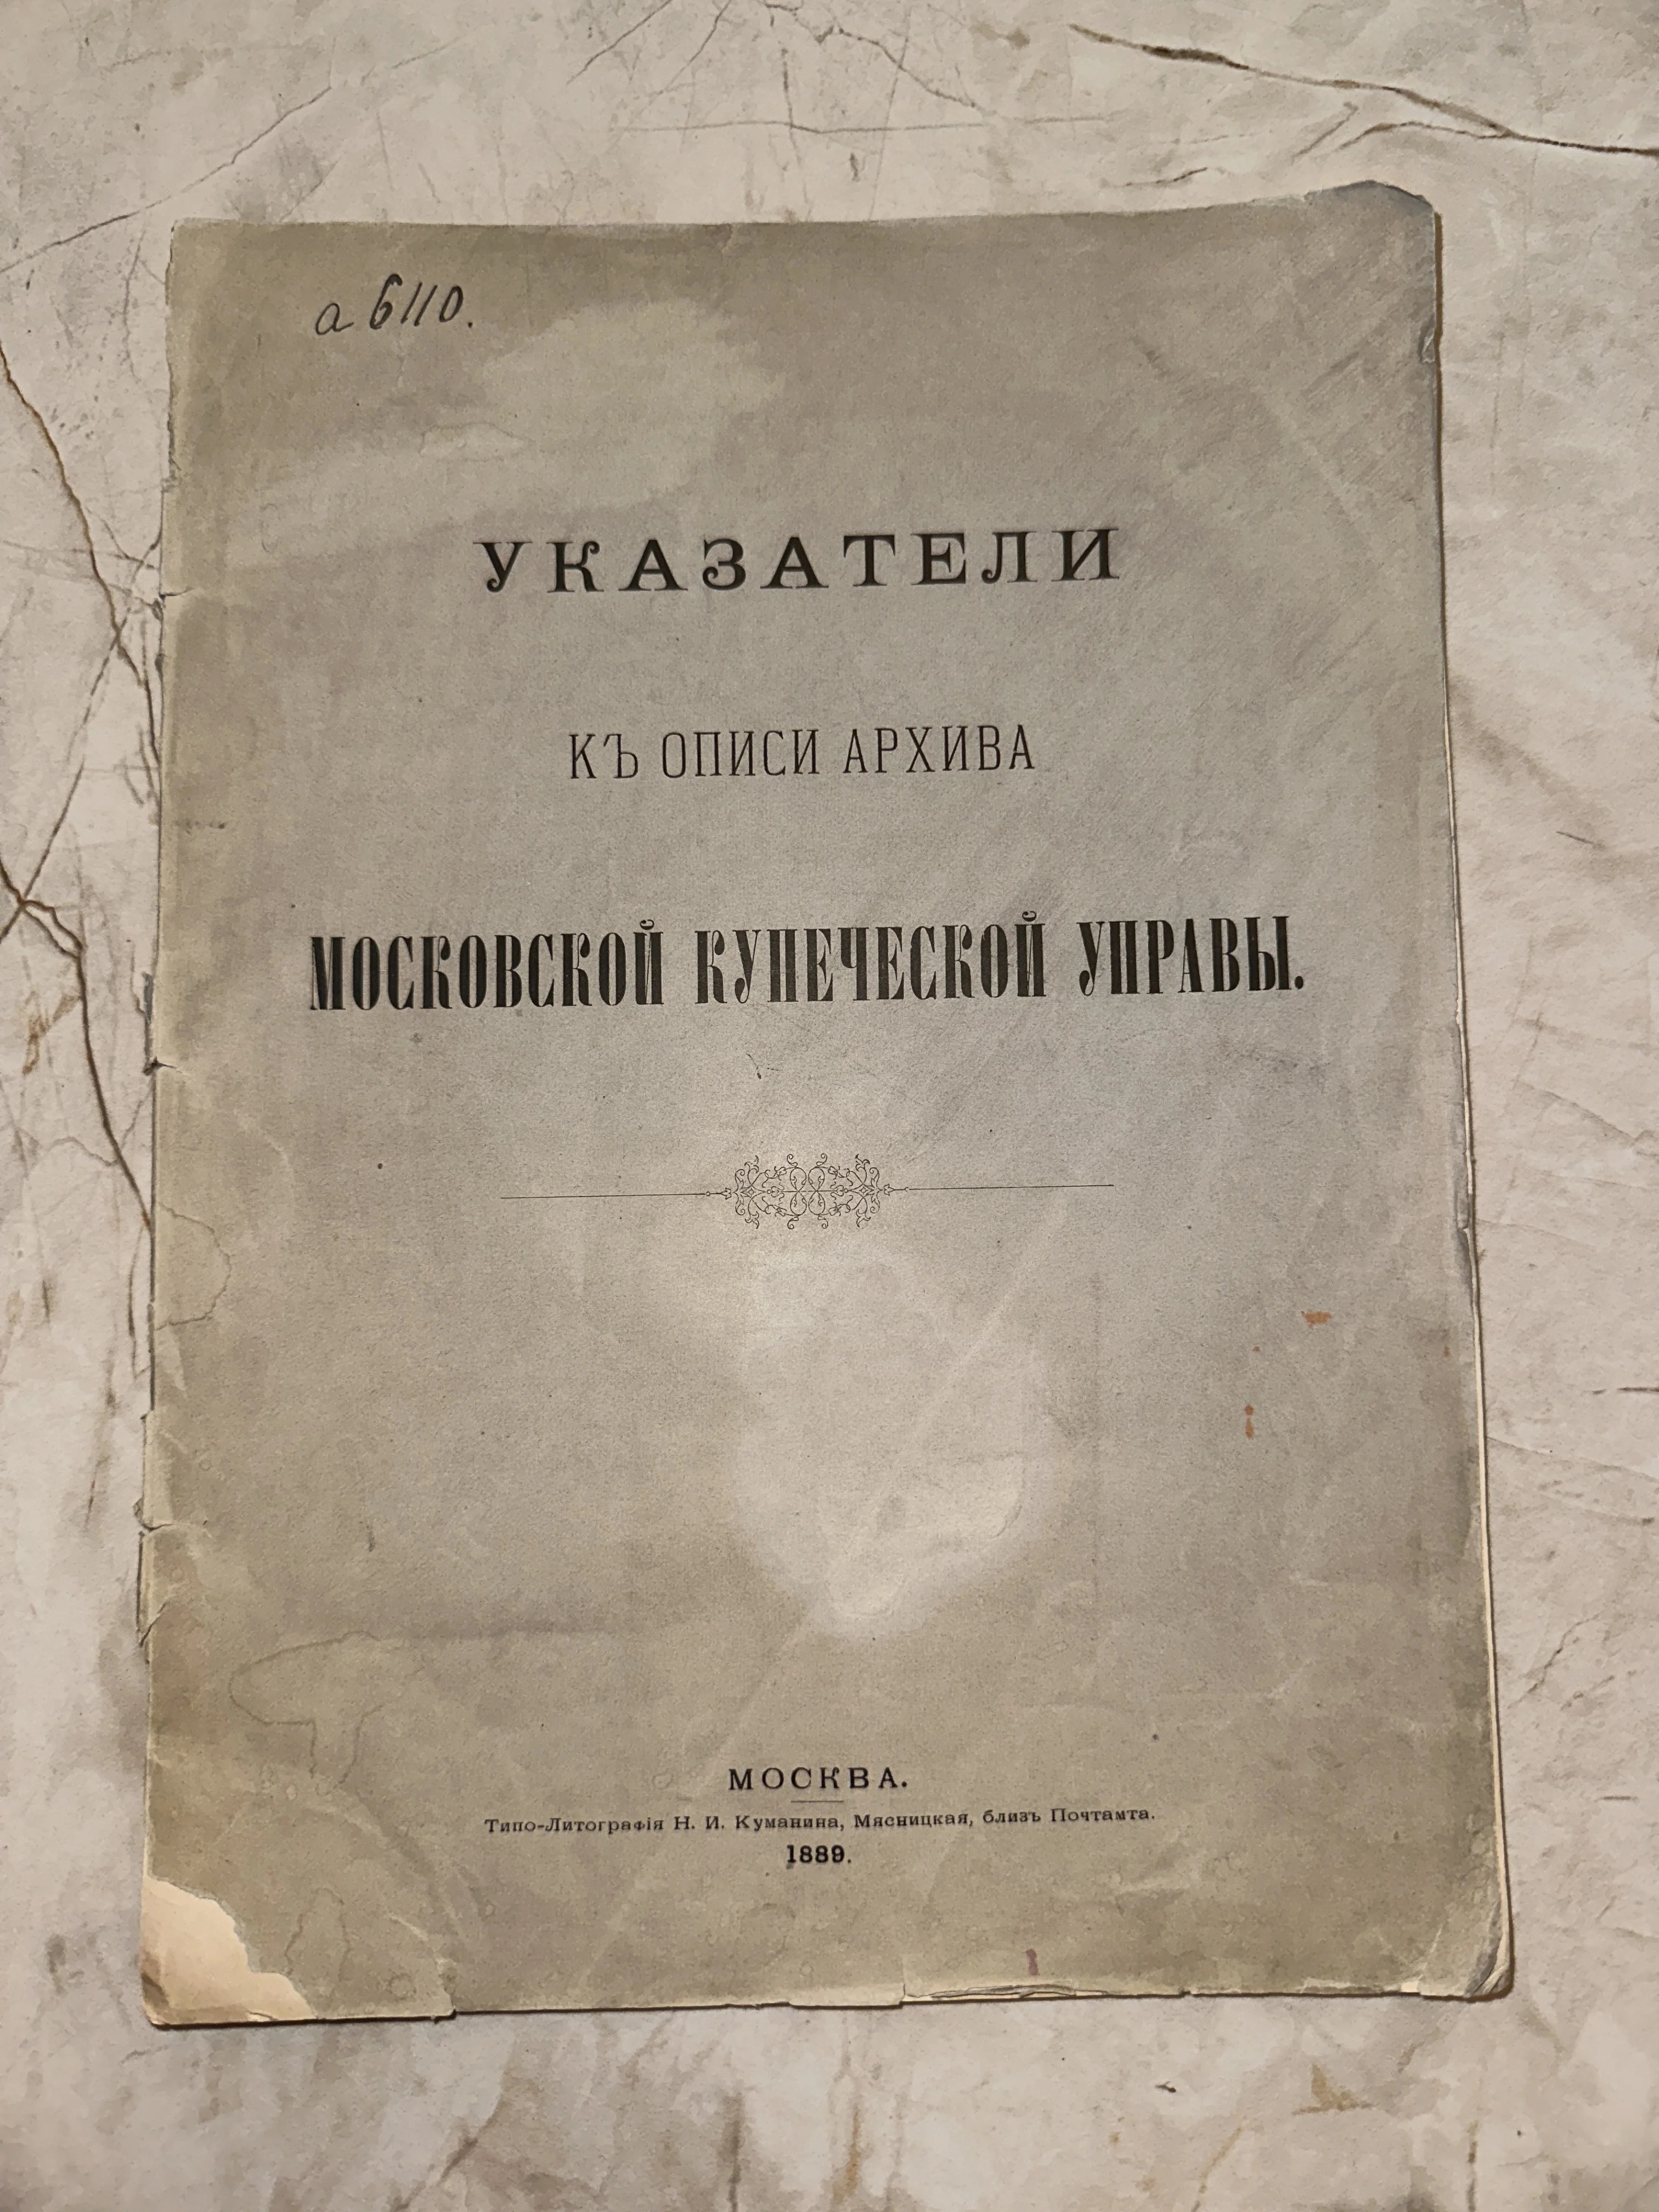 а 6110.
УКАЗАТЕЛИ
КЪ ОПИСИ АРХИВА
МОСКОВСКОЙ КУПЕЧЕСКОЙ УПРАВЫ.
МОСКВА.
Типо-Литографія Н. И. Куманина, Мясницкая, близъ Почтамта.
1889.